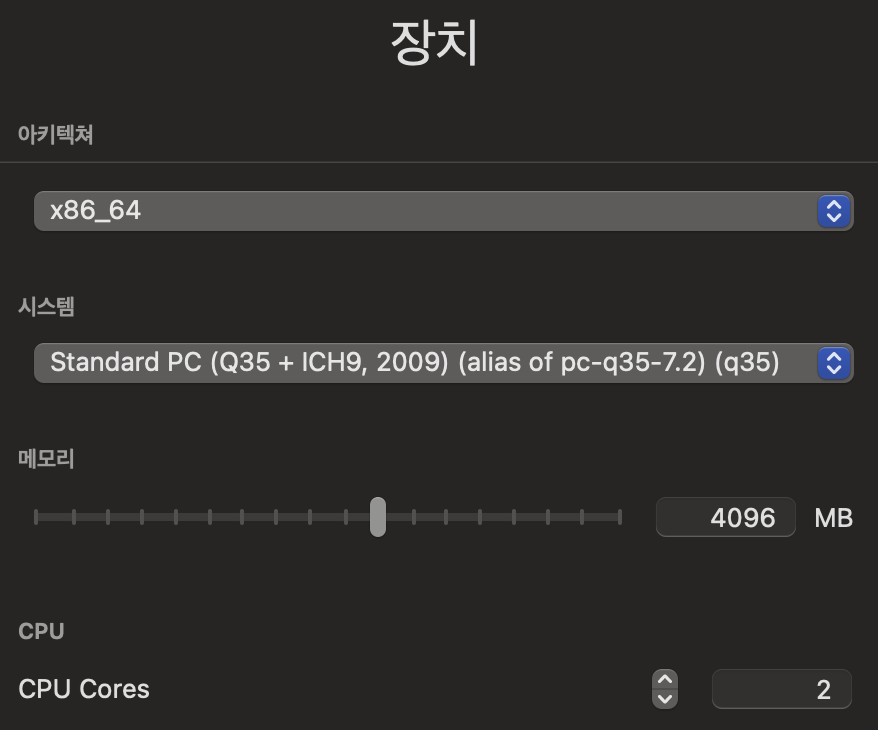 장치
아키텍쳐
x86_64
시스템
Standard PC (Q35 + ICH9, 2009) (alias of pc-q35-7.2) (q35)
메모리
4096 MB
CPU
CPU Cores 2